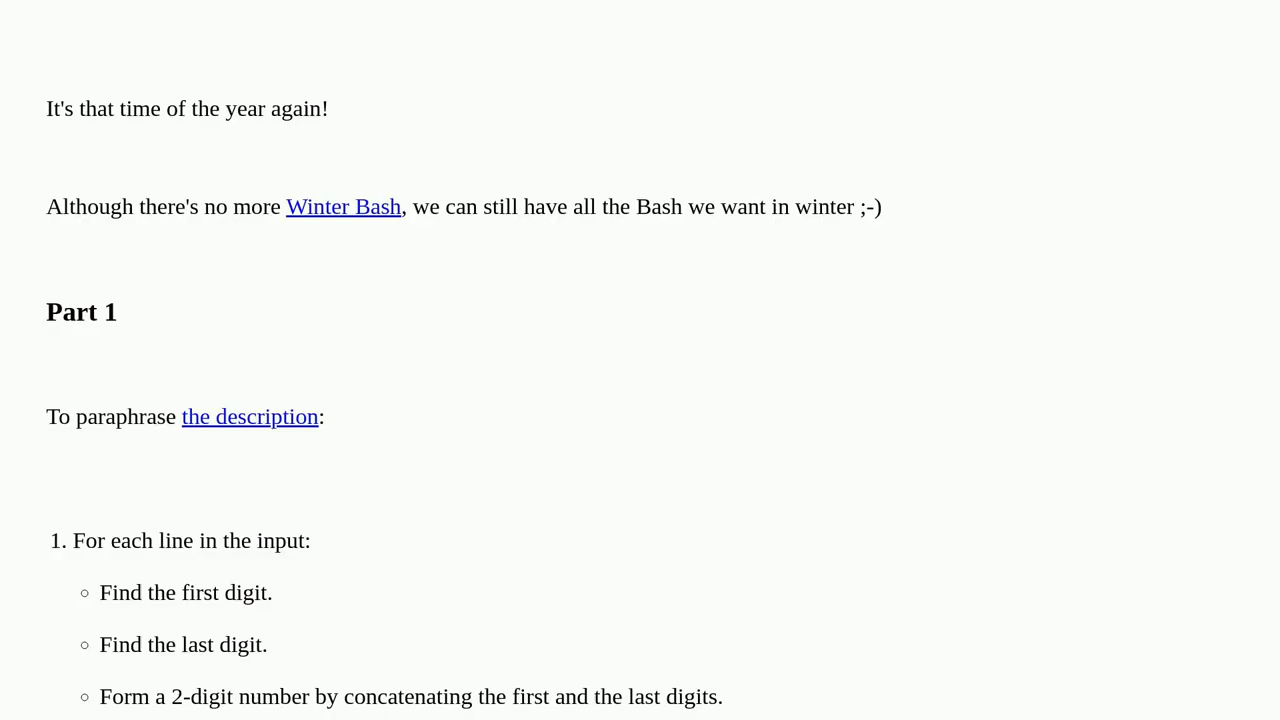 It's that time of the year again!
Although there's no more Winter Bash, we can still have all the Bash we want in winter ;-)
Part 1
To paraphrase the description:
1. For each line in the input:
◦ Find the first digit.
◦ Find the last digit.
◦ Form a 2-digit number by concatenating the first and the last digits.